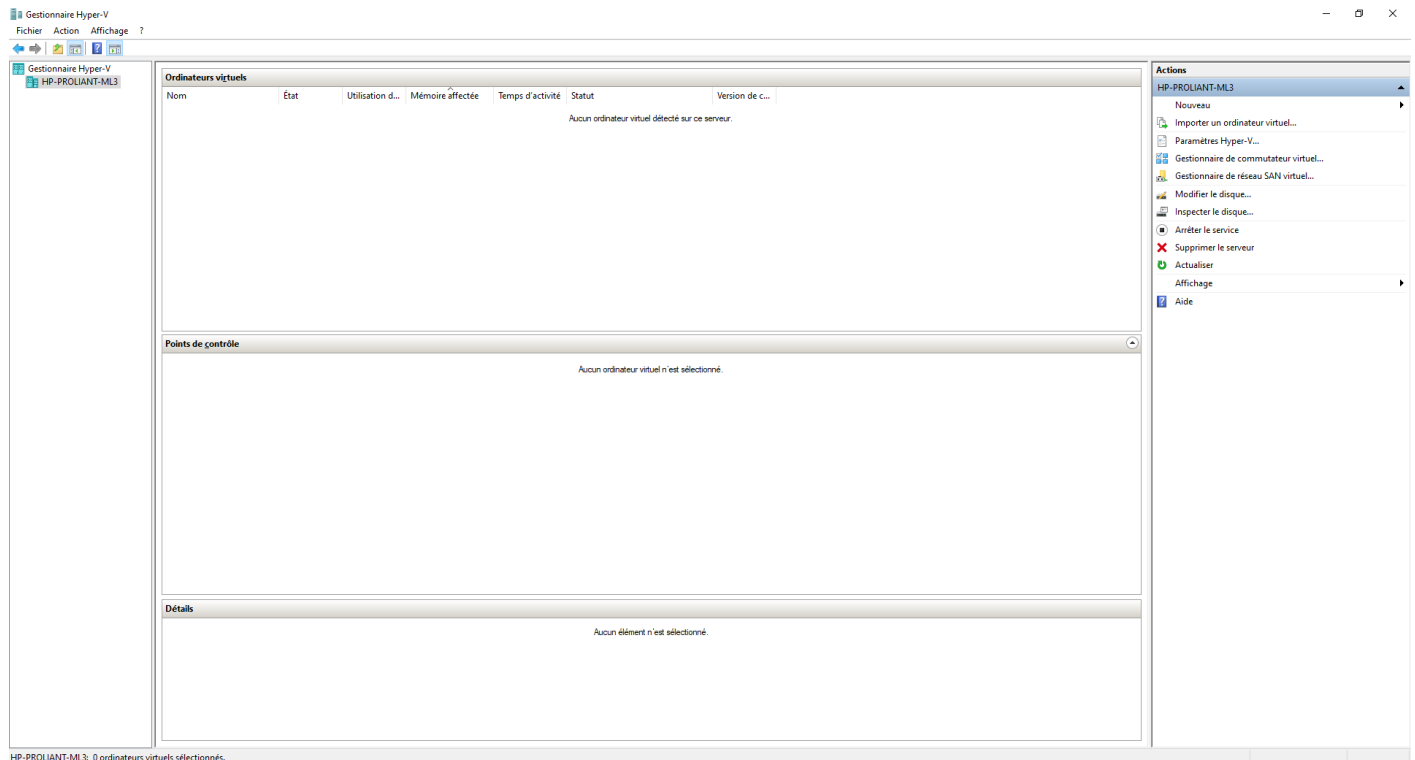 Gestionnaire Hyper-V
Fichier Action Affichage ?
Gestionnaire Hyper-V
HP-PROLIANT-ML3
Ordinateurs virtuels
Nom État Utilisation d... Mémoire affectée Temps d'activité Statut Version de c...
Aucun ordinateur virtuel détecté sur ce serveur.
Points de contrôle
Aucun ordinateur virtuel n'est sélectionné.
Détails
Aucun élément n'est sélectionné.
Actions
HP-PROLIANT-ML3
Nouveau
Importer un ordinateur virtuel...
Paramètres Hyper-V...
Gestionnaire de commutateur virtuel...
Gestionnaire de réseau SAN virtuel...
Modifier le disque...
Inspecter le disque...
Arrêter le service
Supprimer le serveur
Actualiser
Affichage
Aide
HP-PROLIANT-ML3: 0 ordinateurs virtuels sélectionnés.